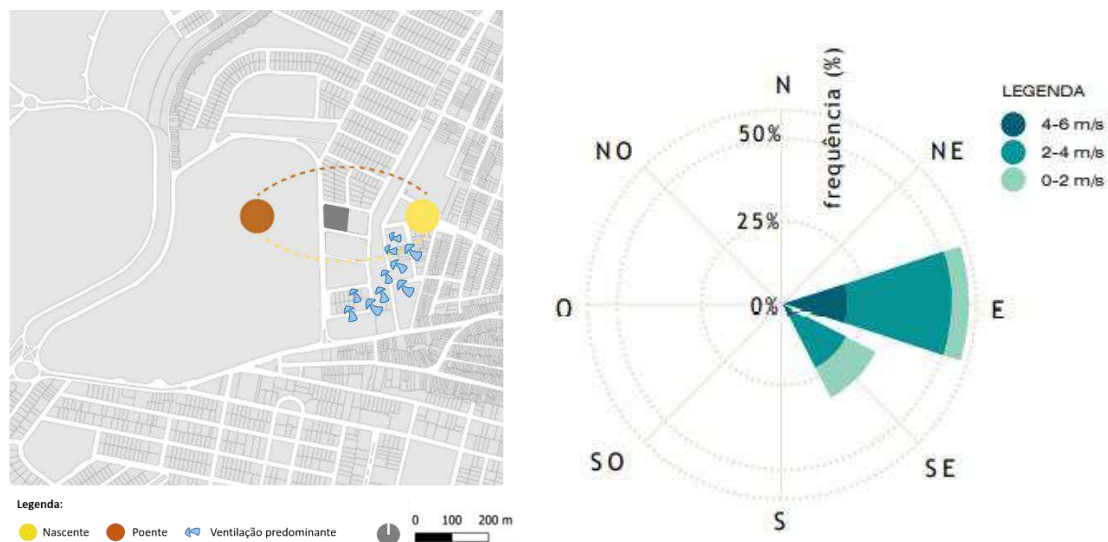 Legenda:
Nascente
Poente
Ventilação predominante
0 100 200 m
N
frequência (%)
50%
NO
NE
25%
0%
O
E
SO
SE
S
LEGENDA
4-6 m/s
2-4 m/s
0-2 m/s